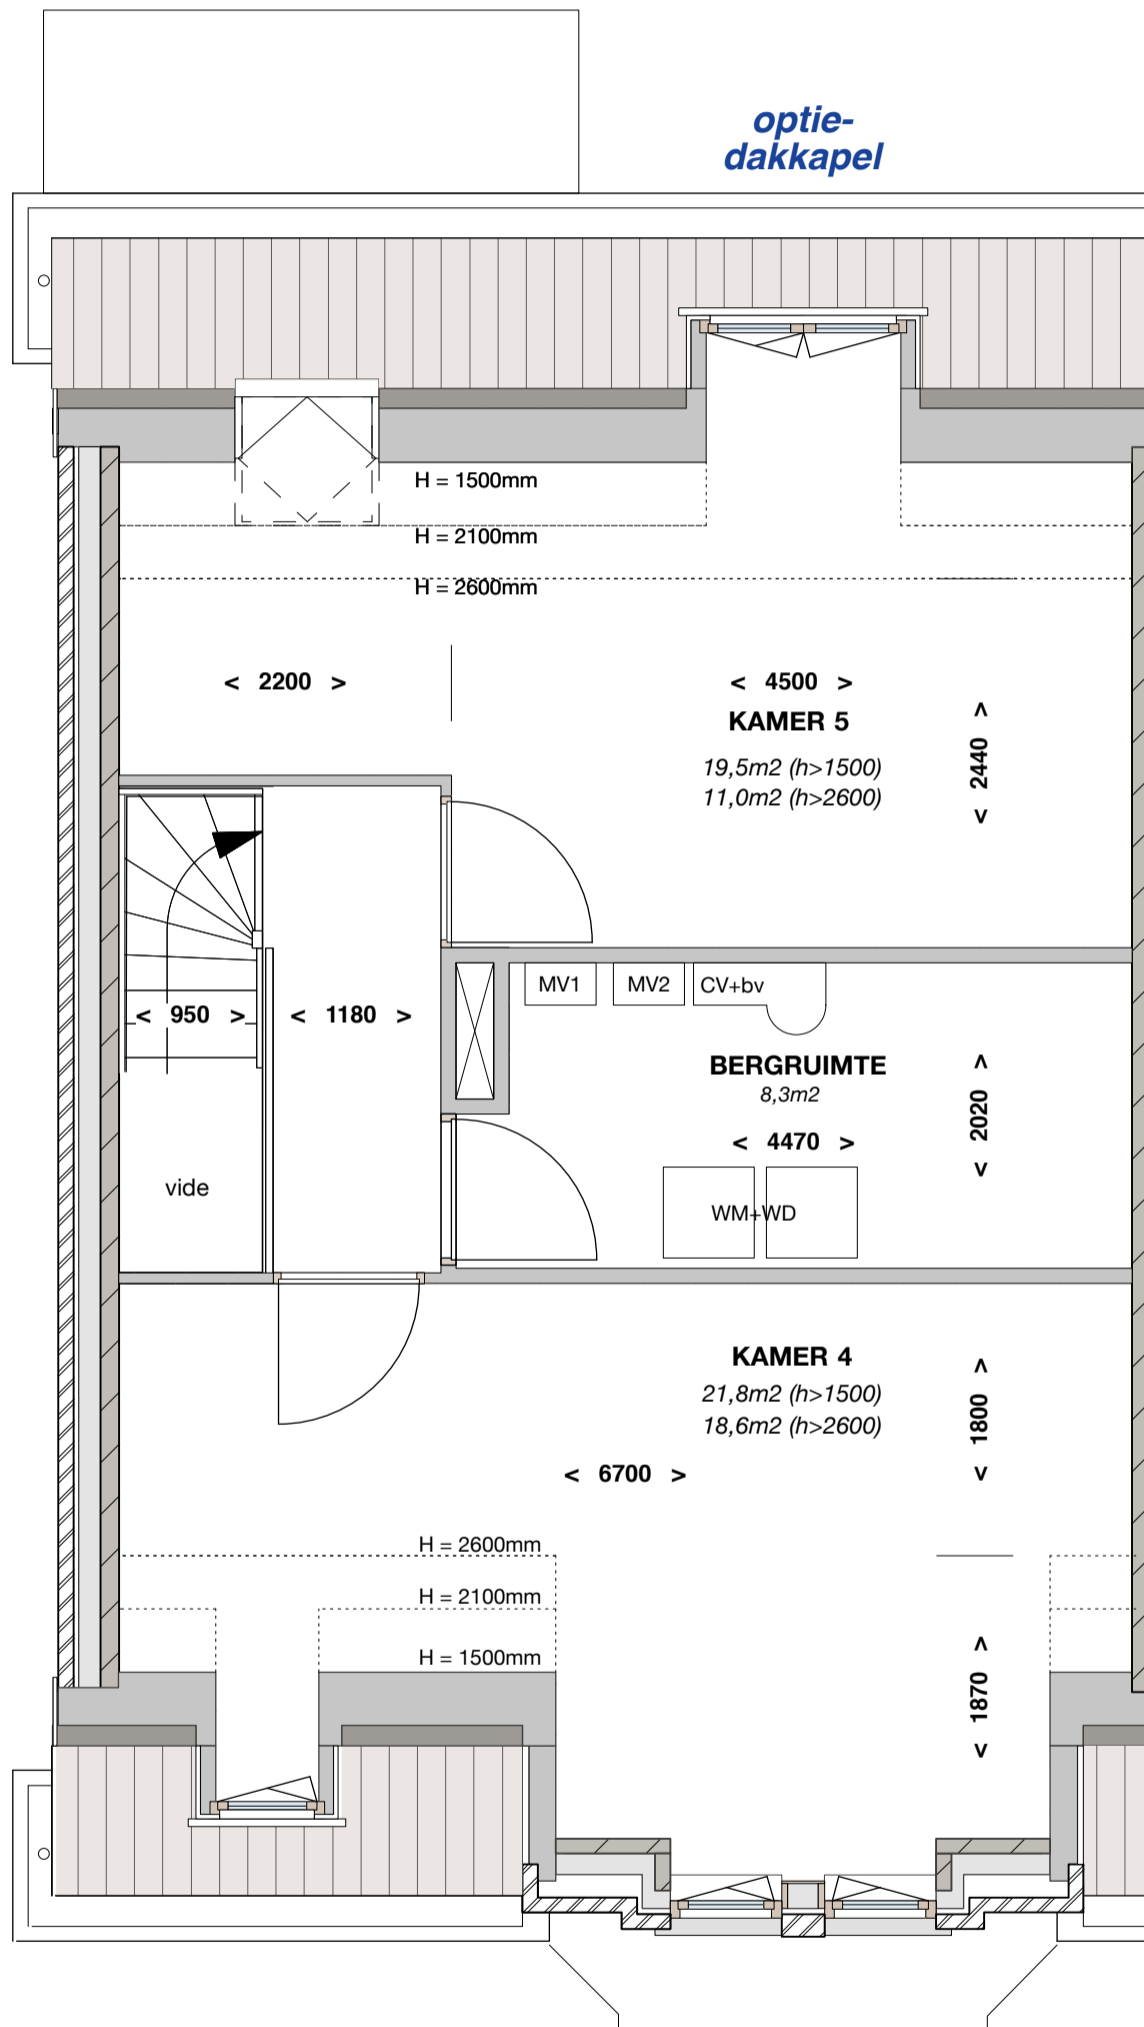 optie-
dakkapel
H = 1500mm
H = 2100mm
H = 2600mm
< 2200 >
< 4500 >
KAMER 5
19,5m2 (h>1500)
11,0m2 (h>2600)
< 2440 >
MV1
MV2
CV+bv
< 950 >
< 1180 >
BERGRUIMTE
8,3m2
< 4470 >
< 2020 >
vide
WM+WD
KAMER 4
21,8m2 (h>1500)
18,6m2 (h>2600)
< 1800 >
< 6700 >
H = 2600mm
H = 2100mm
H = 1500mm
< 1870 >